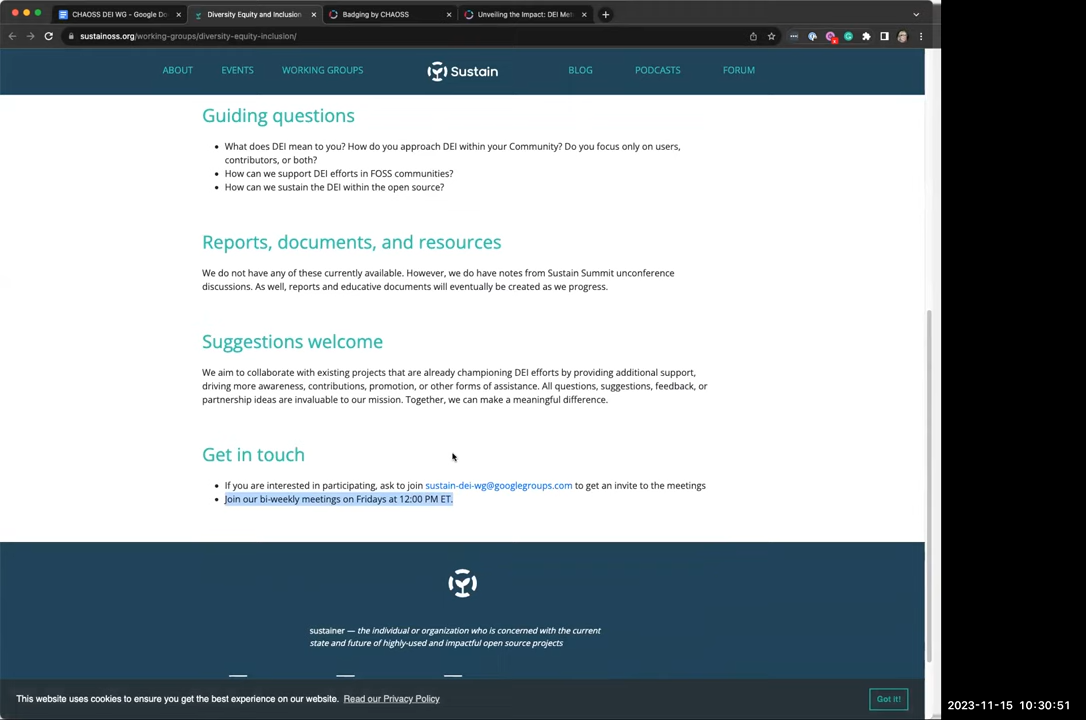 CHAOSS DEI WG - Google Do
Diversity Equity and Inclusion
Badging by CHAOSS
Unveiling the Impact: DEI Met
sustainoss.org/working-groups/diversity-equity-inclusion/
ABOUT EVENTS WORKING GROUPS Sustain BLOG PODCASTS FORUM
Guiding questions
• What does DEI mean to you? How do you approach DEI within your Community? Do you focus only on users,
contributors, or both?
• How can we support DEI efforts in FOSS communities?
• How can we sustain the DEI within the open source?
Reports, documents, and resources
We do not have any of these currently available. However, we do have notes from Sustain Summit unconference
discussions. As well, reports and educative documents will eventually be created as we progress.
Suggestions welcome
We aim to collaborate with existing projects that are already championing DEI efforts by providing additional support,
driving more awareness, contributions, promotion, or other forms of assistance. All questions, suggestions, feedback, or
partnership ideas are invaluable to our mission. Together, we can make a meaningful difference.
Get in touch
• If you are interested in participating, ask to join sustain-dei-wg@googlegroups.com to get an invite to the meetings
• Join our bi-weekly meetings on Fridays at 12:00 PM ET.
sustainer — the individual or organization who is concerned with the current
state and future of highly-used and impactful open source projects
This website uses cookies to ensure you get the best experience on our website. Read our Privacy Policy
Got it!
2023-11-15 10:30:51